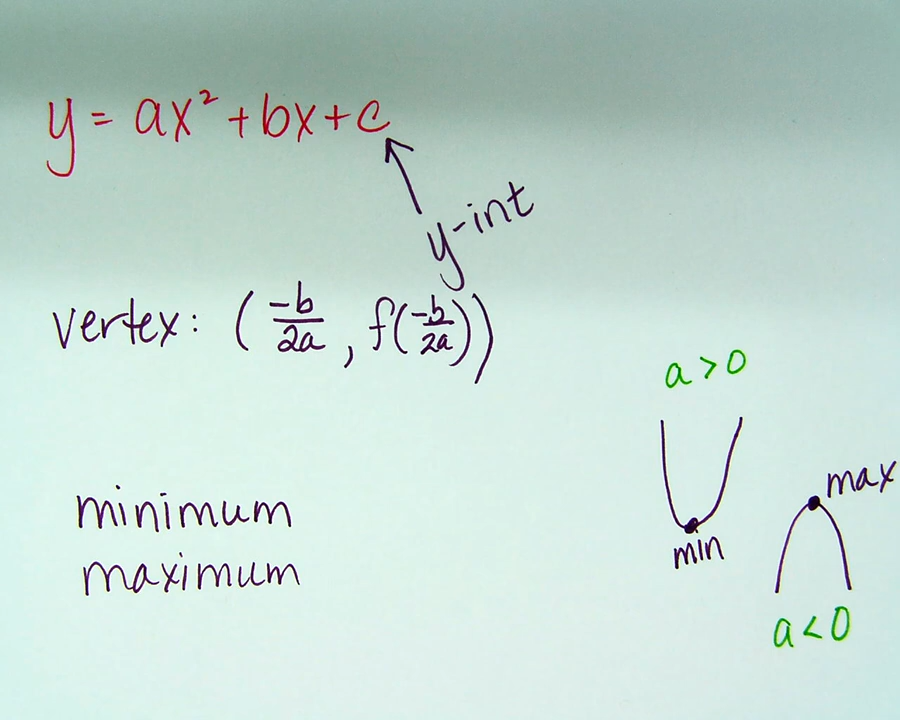 y = ax² + bx + c
y-int
vertex: (-b/2a, f(-b/2a))
a > 0
max
minimum
min
maximum
a < 0